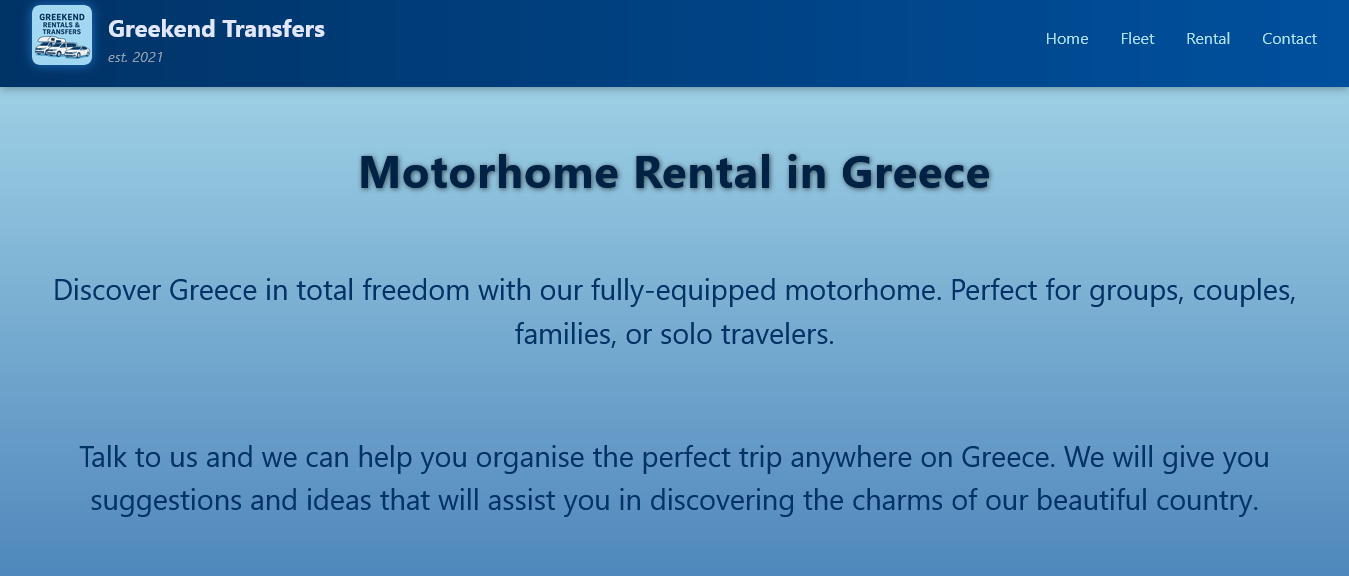 GREEKEND
RENTALS &
TRANSFERS
Greekend Transfers
est. 2021
Home Fleet Rental Contact
Motorhome Rental in Greece
Discover Greece in total freedom with our fully-equipped motorhome. Perfect for groups, couples,
families, or solo travelers.
Talk to us and we can help you organise the perfect trip anywhere on Greece. We will give you
suggestions and ideas that will assist you in discovering the charms of our beautiful country.